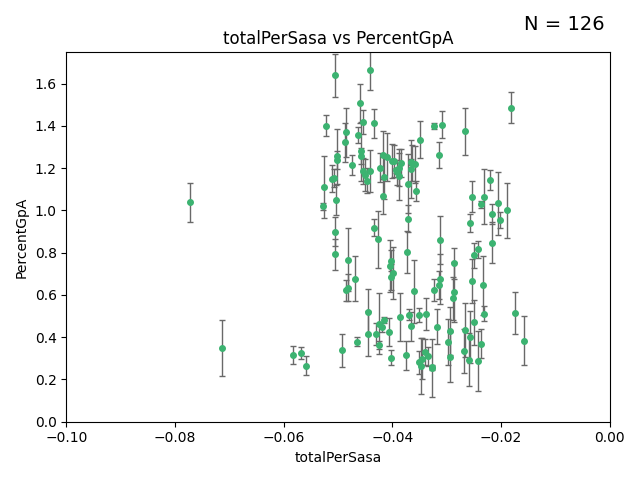 N = 126
totalPerSasa vs PercentGpA
PercentGpA
1.6
1.4
1.2
1.0
0.8
0.6
0.4
0.2
0.0
−0.10 −0.08 −0.06 −0.04 −0.02 0.00
totalPerSasa